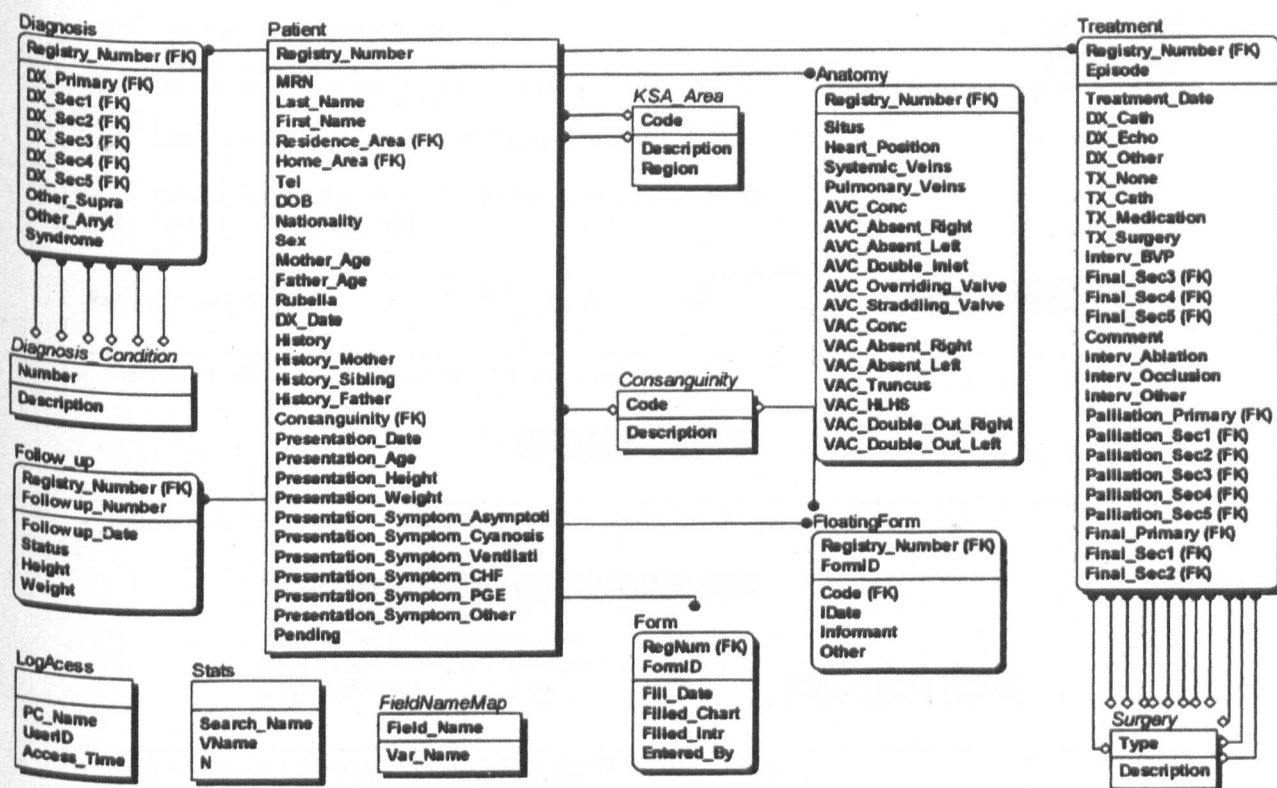 Diagnosis
Registry_Number (FK)
DX_Primary (FK)
DX_Sec1 (FK)
DX_Sec2 (FK)
DX_Sec3 (FK)
DX_Sec4 (FK)
DX_Sec5 (FK)
Other_Supra
Other_Arryt
Syndrome
Diagnosis_Condition
Number
Description
Follow_up
Registry_Number (FK)
Followup_Number
Followup_Date
Status
Height
Weight
LogAcess
PC_Name
UserID
Access_Time
Patient
Registry_Number
MRN
Last_Name
First_Name
Residence_Area (FK)
Home_Area (FK)
Tel
DOB
Nationality
Sex
Mother_Age
Father_Age
Rubella
DX_Date
History
History_Mother
History_Sibling
History_Father
Consanguinity (FK)
Presentation_Date
Presentation_Age
Presentation_Height
Presentation_Weight
Presentation_Symptom_Asymptoti
Presentation_Symptom_Cyanosis
Presentation_Symptom_Ventilati
Presentation_Symptom_CHF
Presentation_Symptom_PGE
Presentation_Symptom_Other
Pending
Stats
Search_Name
VName
N
FieldNameMap
Field_Name
Var_Name
KSA_Area
Code
Description
Region
Consanguinity
Code
Description
Form
RegNum (FK)
FormID
Fill_Date
Filled_Chart
Filled_Intr
Entered_By
Anatomy
Registry_Number (FK)
Situs
Heart_Position
Systemic_Veins
Pulmonary_Veins
AVC_Conc
AVC_Absent_Right
AVC_Absent_Left
AVC_Double_Inlet
AVC_Overriding_Valve
AVC_Straddling_Valve
VAC_Conc
VAC_Absent_Right
VAC_Absent_Left
VAC_Truncus
VAC_HLHS
VAC_Double_Out_Right
VAC_Double_Out_Left
FloatingForm
Registry_Number (FK)
FormID
Code (FK)
IDate
Informant
Other
Treatment
Registry_Number (FK)
Episode
Treatment_Date
DX_Cath
DX_Echo
DX_Other
TX_None
TX_Cath
TX_Medication
TX_Surgery
Interv_BVP
Final_Sec3 (FK)
Final_Sec4 (FK)
Final_Sec5 (FK)
Comment
Interv_Ablation
Interv_Occlusion
Interv_Other
Palliation_Primary (FK)
Palliation_Sec1 (FK)
Palliation_Sec2 (FK)
Palliation_Sec3 (FK)
Palliation_Sec4 (FK)
Palliation_Sec5 (FK)
Final_Primary (FK)
Final_Sec1 (FK)
Final_Sec2 (FK)
Surgery
Type
Description